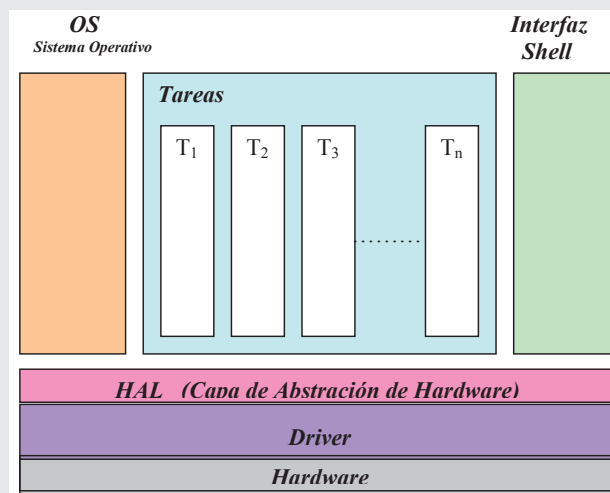 OS
Sistema Operativo
Interfaz
Shell
Tareas
T1 T2 T3 Tn
HAL (Capa de Abstración de Hardware)
Driver
Hardware